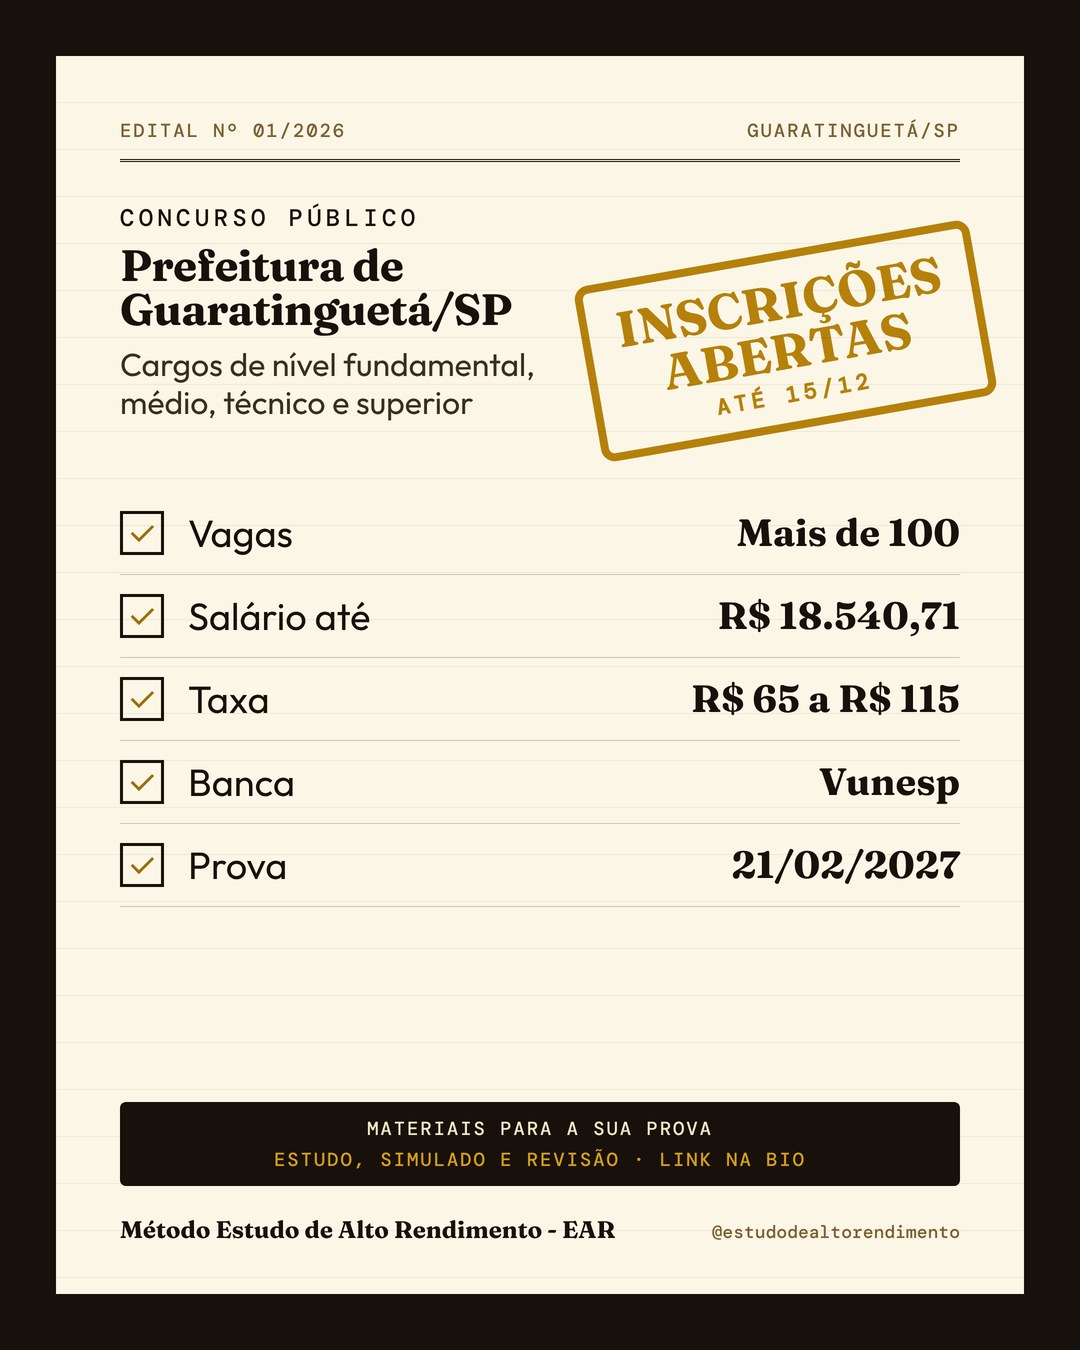 EDITAL Nº 01/2026
GUARATINGUETÁ/SP
CONCURSO PÚBLICO
Prefeitura de
Guaratinguetá/SP
Cargos de nível fundamental,
médio, técnico e superior
INSCRIÇÕES
ABERTAS
ATÉ 15/12
Vagas
Mais de 100
Salário até
R$ 18.540,71
Taxa
R$ 65 a R$ 115
Banca
Vunesp
Prova
21/02/2027
MATERIAIS PARA A SUA PROVA
ESTUDO, SIMULADO E REVISÃO · LINK NA BIO
Método Estudo de Alto Rendimento - EAR
@estudodealtorendimento